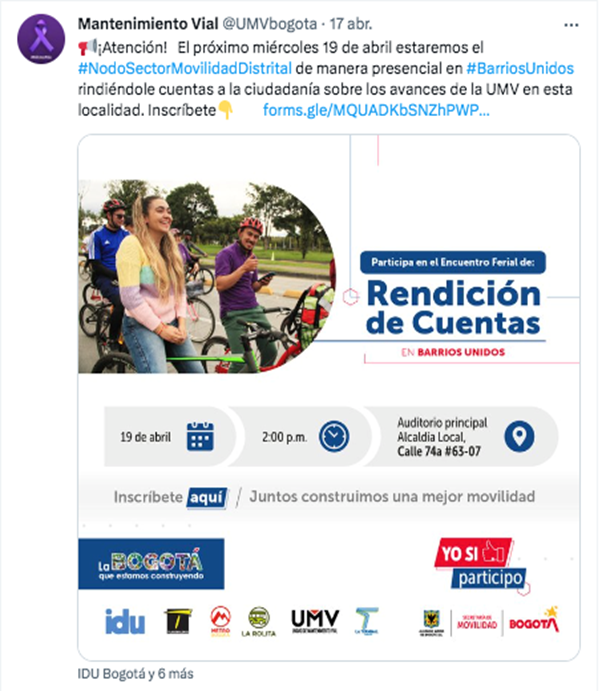 Mantenimiento Vial @UMVbogota · 17 abr.
¡Atención! El próximo miércoles 19 de abril estaremos el
#NodoSectorMovilidadDistrital de manera presencial en #BarriosUnidos
rindiéndole cuentas a la ciudadanía sobre los avances de la UMV en esta
localidad. Inscríbete forms.gle/MQUADKbSNZhPWP...
Participa en el Encuentro Ferial de:
Rendición
de Cuentas
EN BARRIOS UNIDOS
19 de abril
2:00 p.m.
Auditorio principal
Alcaldía Local,
Calle 74a #63-07
Inscríbete aquí / Juntos construimos una mejor movilidad
La BOGOTÁ
que estamos construyendo
YO SI
participo
idu
METRO
LA ROLITA
UMV
SECRETARÍA DE
MOVILIDAD
BOGOTÁ
IDU Bogotá y 6 más